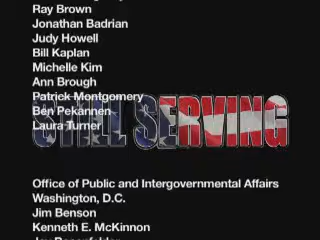 Ray Brown
Jonathan Badrian
Judy Howell
Bill Kaplan
Michelle Kim
Ann Brough
Patrick Montgomery
Ben Pekannen
Laura Turner
STILL SERVING
Office of Public and Intergovernmental Affairs
Washington, D.C.
Jim Benson
Kenneth E. McKinnon